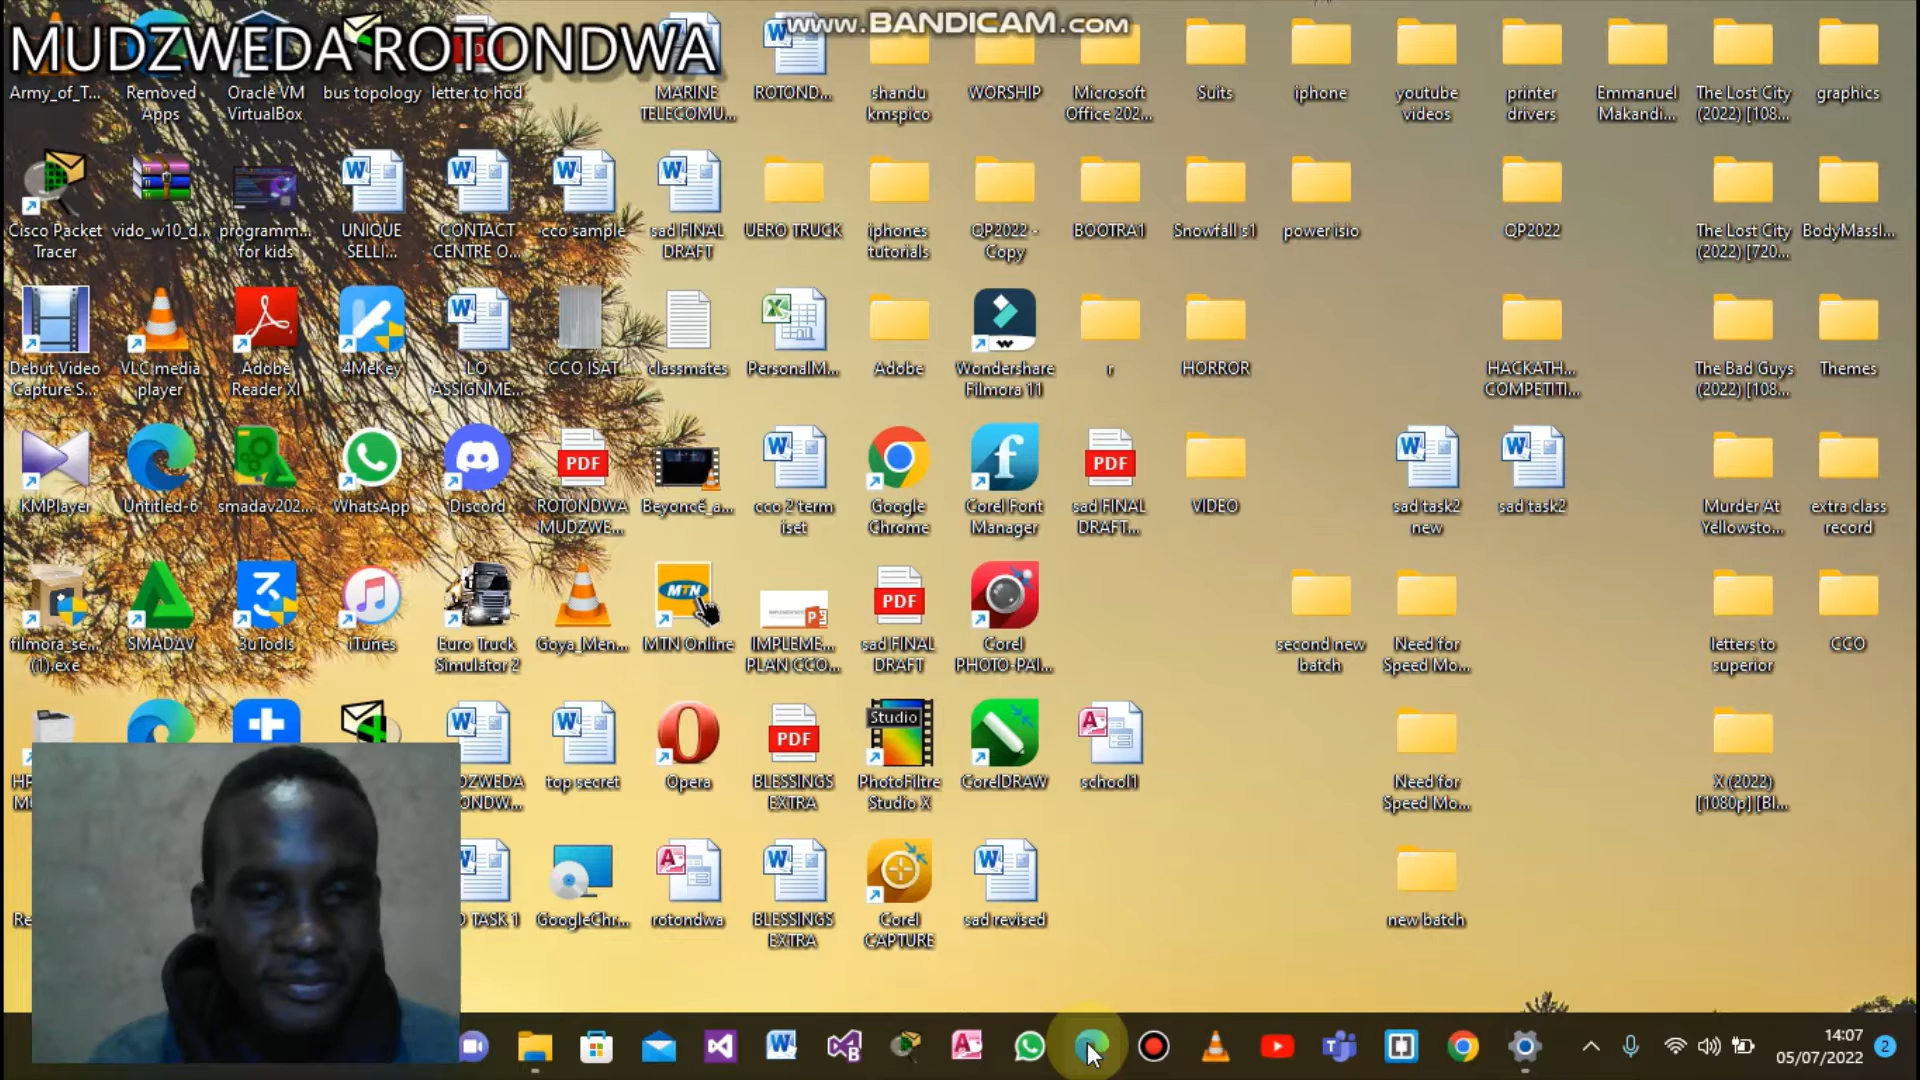 www.BANDICAM.com
MUDZWEDA ROTONDWA
Army_of_T...
Removed
Apps
Oracle VM
VirtualBox
bus topology
letter to hod
MARINE
TELECOMU...
ROTOND...
shandu
kmspico
WORSHIP
Microsoft
Office 202...
Suits
iphone
youtube
videos
printer
drivers
Emmanuel
Makandi...
The Lost City
(2022) [108...
graphics
Cisco Packet
Tracer
vido_w10_d...
programm...
for kids
UNIQUE
SELLI...
CONTACT
CENTRE O...
cco sample
sad FINAL
DRAFT
UERO TRUCK
iphones
tutorials
QP2022 -
Copy
BOOTRA1
Snowfall s1
power isio
QP2022
The Lost City
(2022) [720...
BodyMassI...
Debut Video
Capture S...
VLC media
player
Adobe
Reader XI
4MeKey
LO
ASSIGNME...
CCO ISAT
classmates
PersonalM...
Adobe
Wondershare
Filmora 11
r
HORROR
HACKATH...
COMPETITI...
The Bad Guys
(2022) [108...
Themes
KMPlayer
Untitled-6
smadav202...
WhatsApp
Discord
PDF
ROTONDWA
MUDZWE...
Beyoncé_a...
cco 2 term
iset
Google
Chrome
Corel Font
Manager
PDF
sad FINAL
DRAFT...
VIDEO
sad task2
new
sad task2
Murder At
Yellowsto...
extra class
record
filmora_se...
(1).exe
SMADAV
3uTools
iTunes
Euro Truck
Simulator 2
Goya_Men...
MTN
MTN Online
IMPLEME...
PLAN CCO...
PDF
sad FINAL
DRAFT
Corel
PHOTO-PAI...
second new
batch
Need for
Speed Mo...
letters to
superior
CCO
HP
ZWEDA
ONDW...
top secret
Opera
PDF
BLESSINGS
EXTRA
Studio
PhotoFiltre
Studio X
CorelDRAW
school1
Need for
Speed Mo...
X (2022)
[1080p] [Bl...
Re
TASK 1
GoogleChr...
rotondwa
BLESSINGS
EXTRA
Corel
CAPTURE
sad revised
new batch
14:07
05/07/2022
2